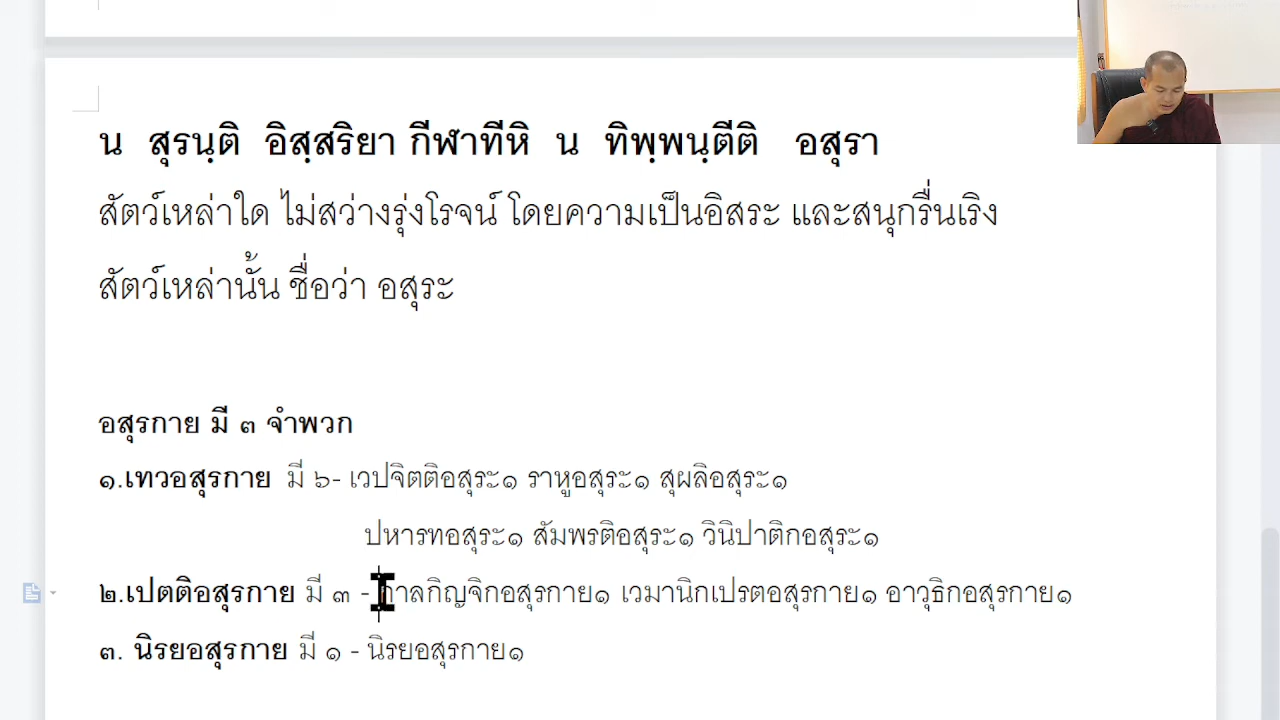 น สุรนฺติ อิสฺสริยา กีฬาทีหิ น ทิพฺพนฺตีติ อสุรา
สัตว์เหล่าใด ไม่สว่างรุ่งโรจน์ โดยความเป็นอิสระ และสนุกรื่นเริง
สัตว์เหล่านั้น ชื่อว่า อสุระ
อสุรกาย มี ๓ จำพวก
๑.เทวอสุรกาย มี ๖- เวปจิตติอสุระ๑ ราหูอสุระ๑ สุผลิอสุระ๑
ปหารทอสุระ๑ สัมพรติอสุระ๑ วินิปาติกอสุระ๑
๒.เปตติอสุรกาย มี ๓ - กาลกิญจิกอสุรกาย๑ เวมานิกเปรตอสุรกาย๑ อาวุธิกอสุรกาย๑
๓. นิรยอสุรกาย มี ๑ - นิรยอสุรกาย๑